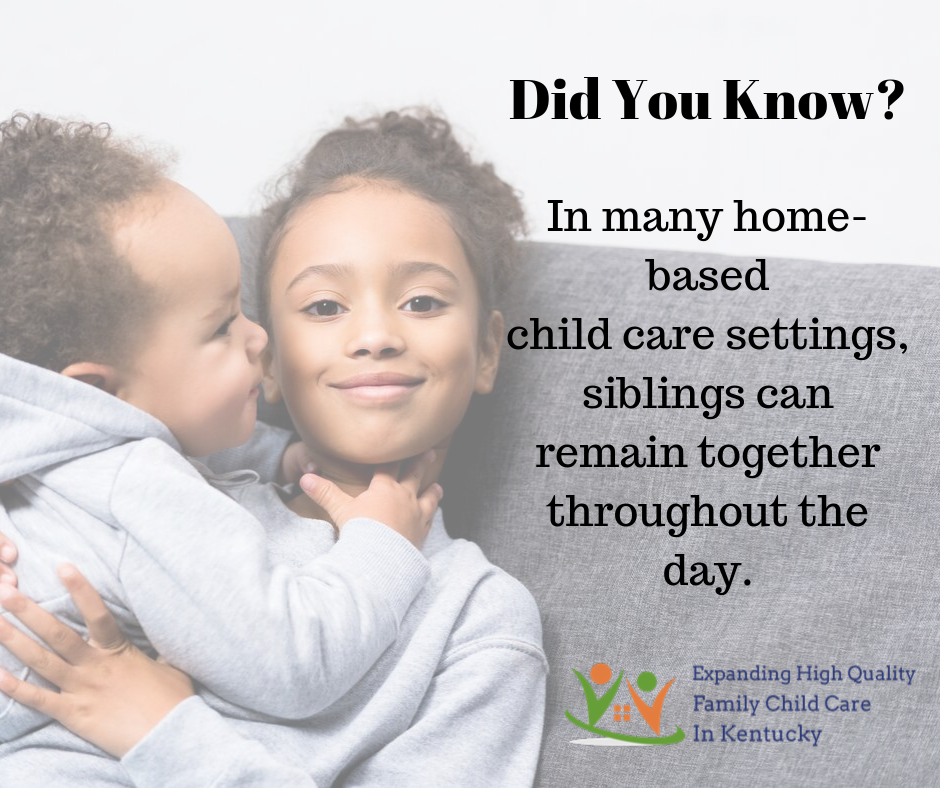 Did You Know?
In many home-
based
child care settings,
siblings can
remain together
throughout the
day.
Expanding High Quality
Family Child Care
In Kentucky